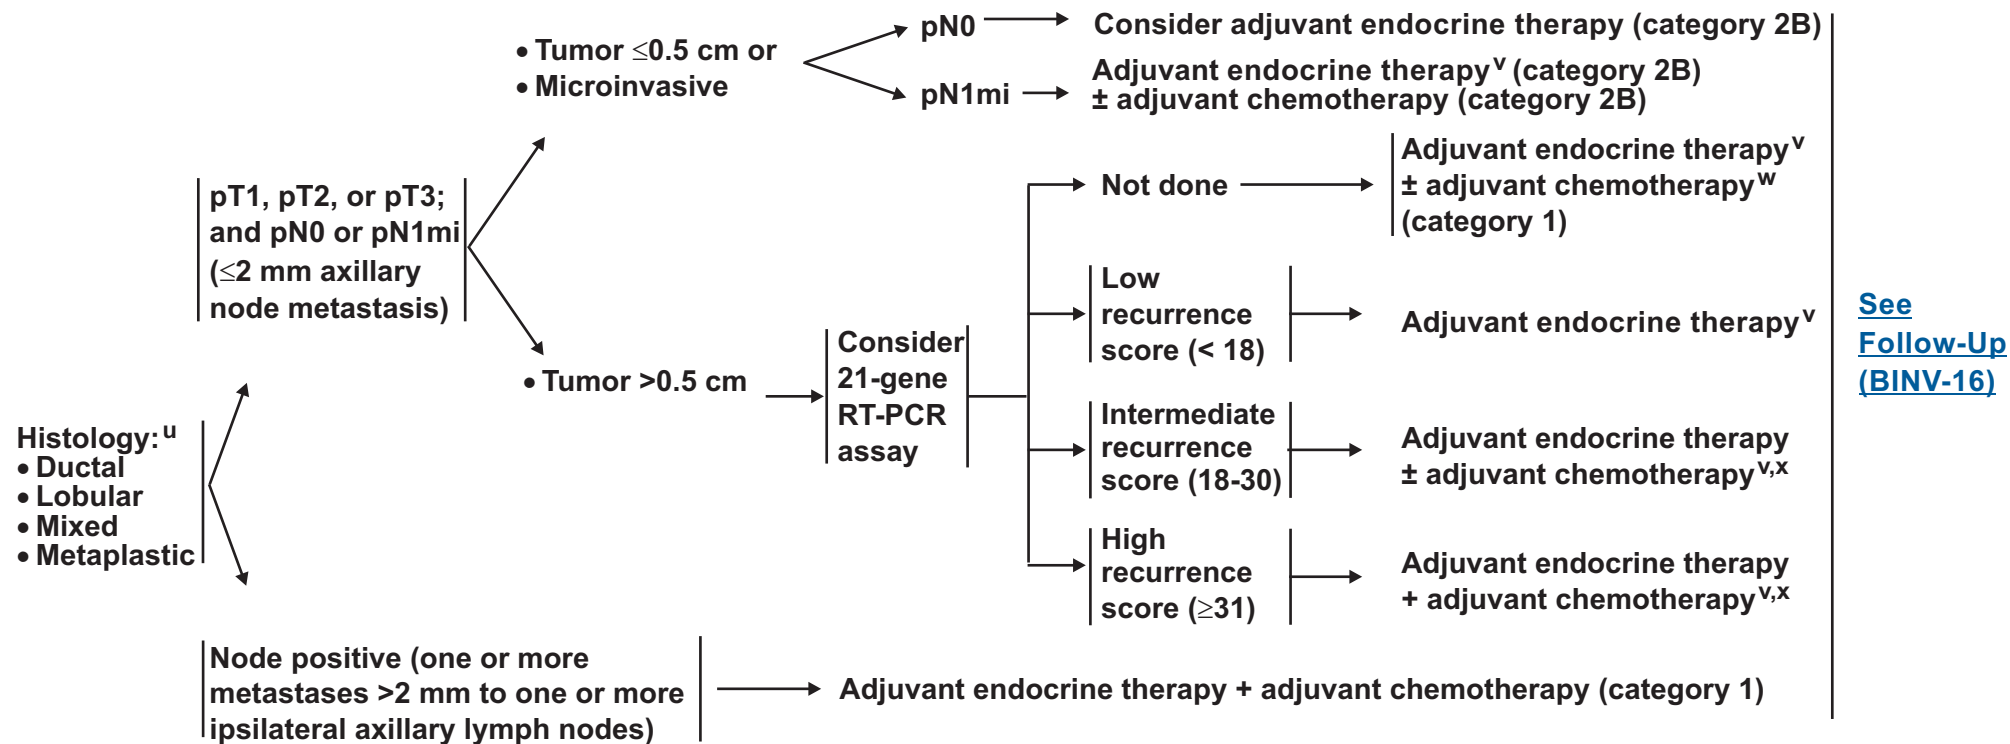 Histology:u
• Ductal
• Lobular
• Mixed
• Metaplastic
pT1, pT2, or pT3;
and pN0 or pN1mi
(≤2 mm axillary
node metastasis)
• Tumor ≤0.5 cm or
• Microinvasive
pN0
Consider adjuvant endocrine therapy (category 2B)
pN1mi
Adjuvant endocrine therapyv (category 2B)
± adjuvant chemotherapy (category 2B)
• Tumor >0.5 cm
Consider
21-gene
RT-PCR
assay
Not done
Adjuvant endocrine therapyv
± adjuvant chemotherapyw
(category 1)
Low
recurrence
score (< 18)
Adjuvant endocrine therapyv
Intermediate
recurrence
score (18-30)
Adjuvant endocrine therapy
± adjuvant chemotherapyv,x
High
recurrence
score (≥31)
Adjuvant endocrine therapy
+ adjuvant chemotherapyv,x
Node positive (one or more
metastases >2 mm to one or more
ipsilateral axillary lymph nodes)
Adjuvant endocrine therapy + adjuvant chemotherapy (category 1)
See
Follow-Up
(BINV-16)